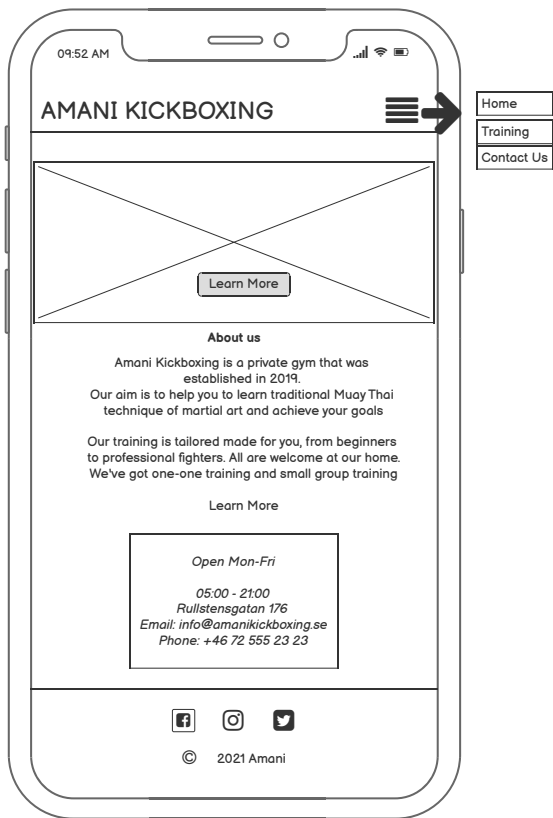 09:52 AM
AMANI KICKBOXING
Home
Training
Contact Us
Learn More
About us
Amani Kickboxing is a private gym that was
established in 2019.
Our aim is to help you to learn traditional Muay Thai
technique of martial art and achieve your goals
Our training is tailored made for you, from beginners
to professional fighters. All are welcome at our home.
We've got one-one training and small group training
Learn More
Open Mon-Fri
05:00 - 21:00
Rullstensgatan 176
Email: info@amanikickboxing.se
Phone: +46 72 555 23 23
© 2021 Amani